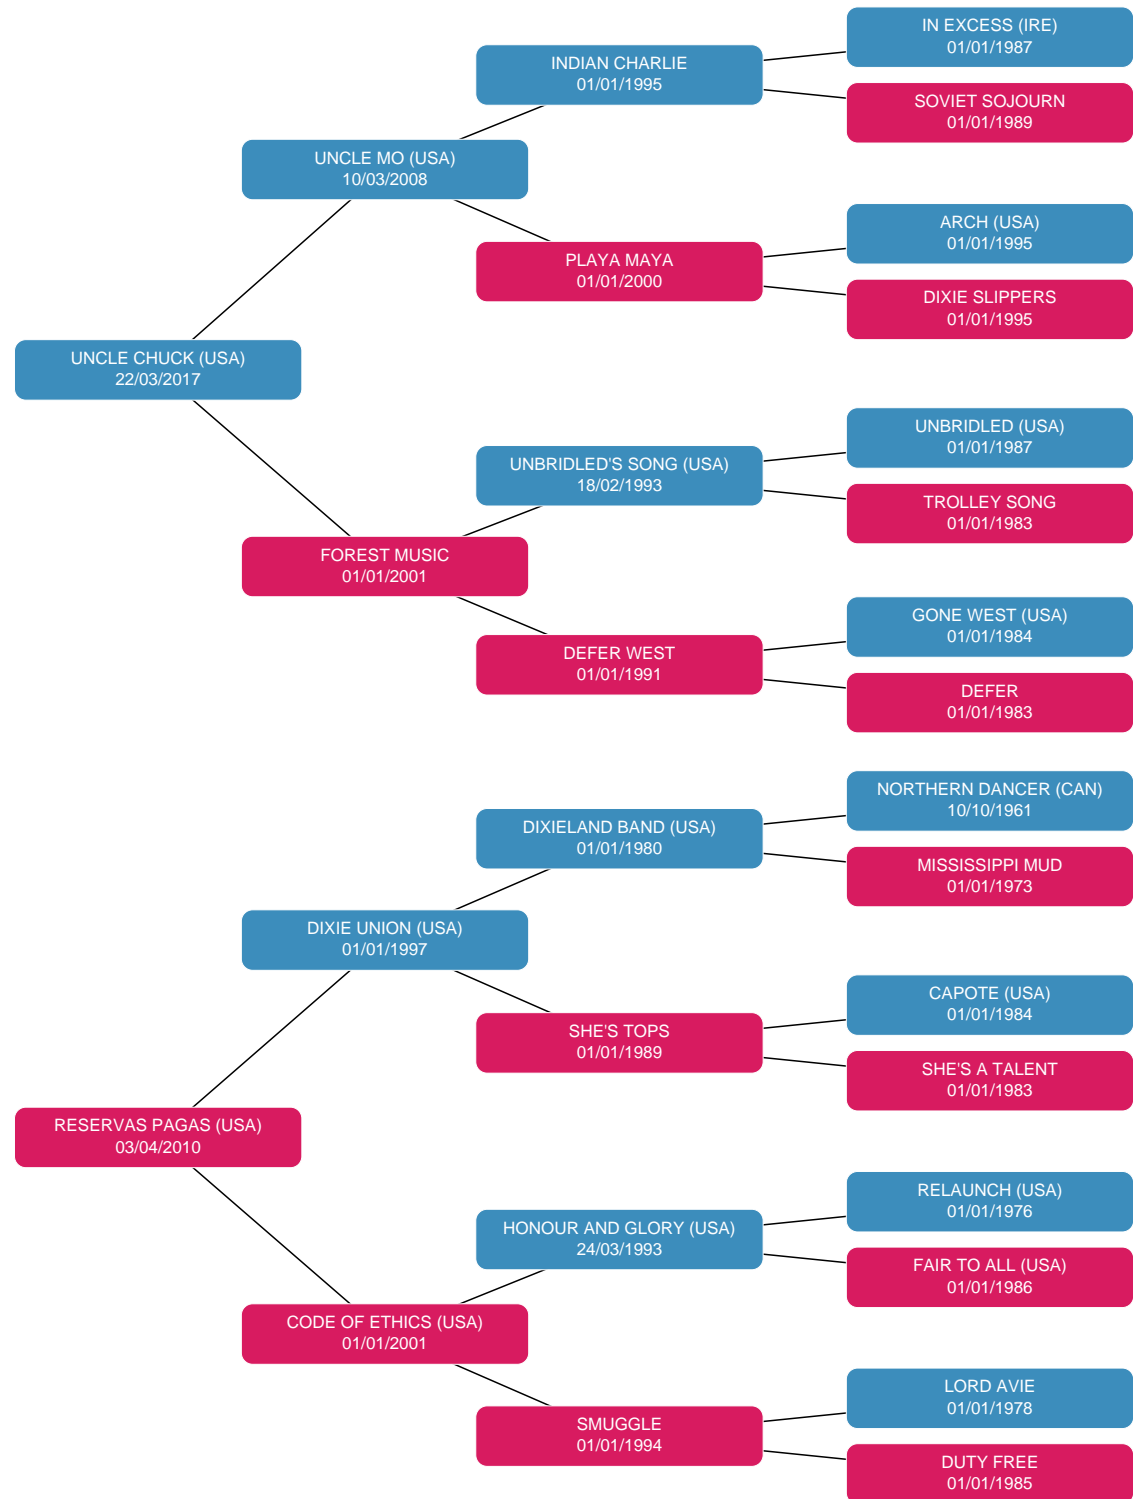 IN EXCESS (IRE)
01/01/1987
INDIAN CHARLIE
01/01/1995
SOVIET SOJOURN
01/01/1989
UNCLE MO (USA)
10/03/2008
ARCH (USA)
01/01/1995
PLAYA MAYA
01/01/2000
DIXIE SLIPPERS
01/01/1995
UNCLE CHUCK (USA)
22/03/2017
UNBRIDLED (USA)
01/01/1987
UNBRIDLED'S SONG (USA)
18/02/1993
TROLLEY SONG
01/01/1983
FOREST MUSIC
01/01/2001
GONE WEST (USA)
01/01/1984
DEFER WEST
01/01/1991
DEFER
01/01/1983
NORTHERN DANCER (CAN)
10/10/1961
DIXIELAND BAND (USA)
01/01/1980
MISSISSIPPI MUD
01/01/1973
DIXIE UNION (USA)
01/01/1997
CAPOTE (USA)
01/01/1984
SHE'S TOPS
01/01/1989
SHE'S A TALENT
01/01/1983
RESERVAS PAGAS (USA)
03/04/2010
RELAUNCH (USA)
01/01/1976
HONOUR AND GLORY (USA)
24/03/1993
FAIR TO ALL (USA)
01/01/1986
CODE OF ETHICS (USA)
01/01/2001
LORD AVIE
01/01/1978
SMUGGLE
01/01/1994
DUTY FREE
01/01/1985